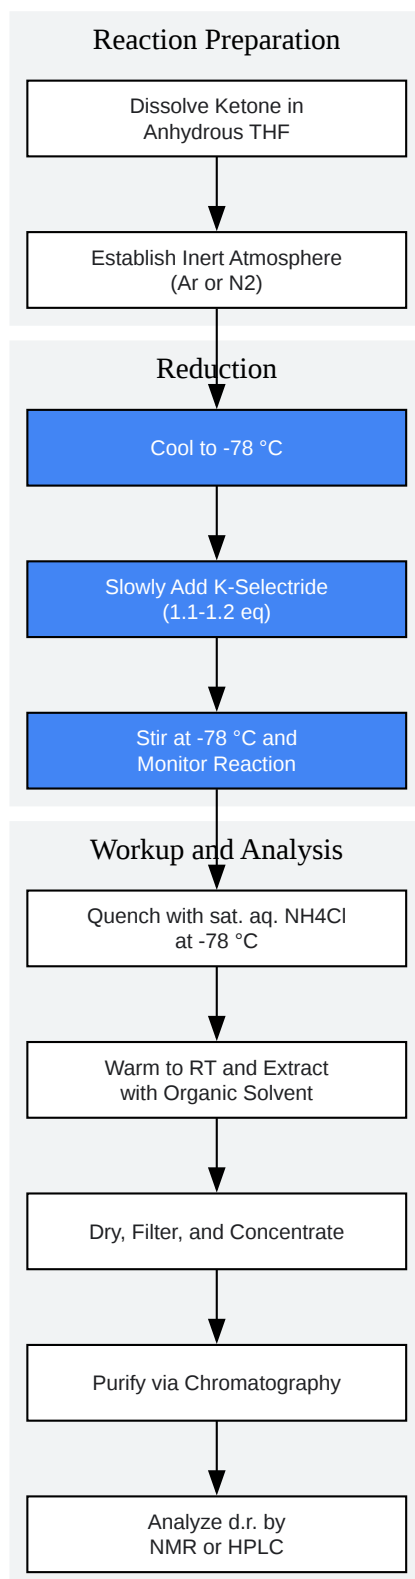 Reaction Preparation
Dissolve Ketone in
Anhydrous THF
Establish Inert Atmosphere
(Ar or N2)
Reduction
Cool to -78 °C
Slowly Add K-Selectride
(1.1-1.2 eq)
Stir at -78 °C and
Monitor Reaction
Workup and Analysis
Quench with sat. aq. NH4Cl
at -78 °C
Warm to RT and Extract
with Organic Solvent
Dry, Filter, and Concentrate
Purify via Chromatography
Analyze d.r. by
NMR or HPLC